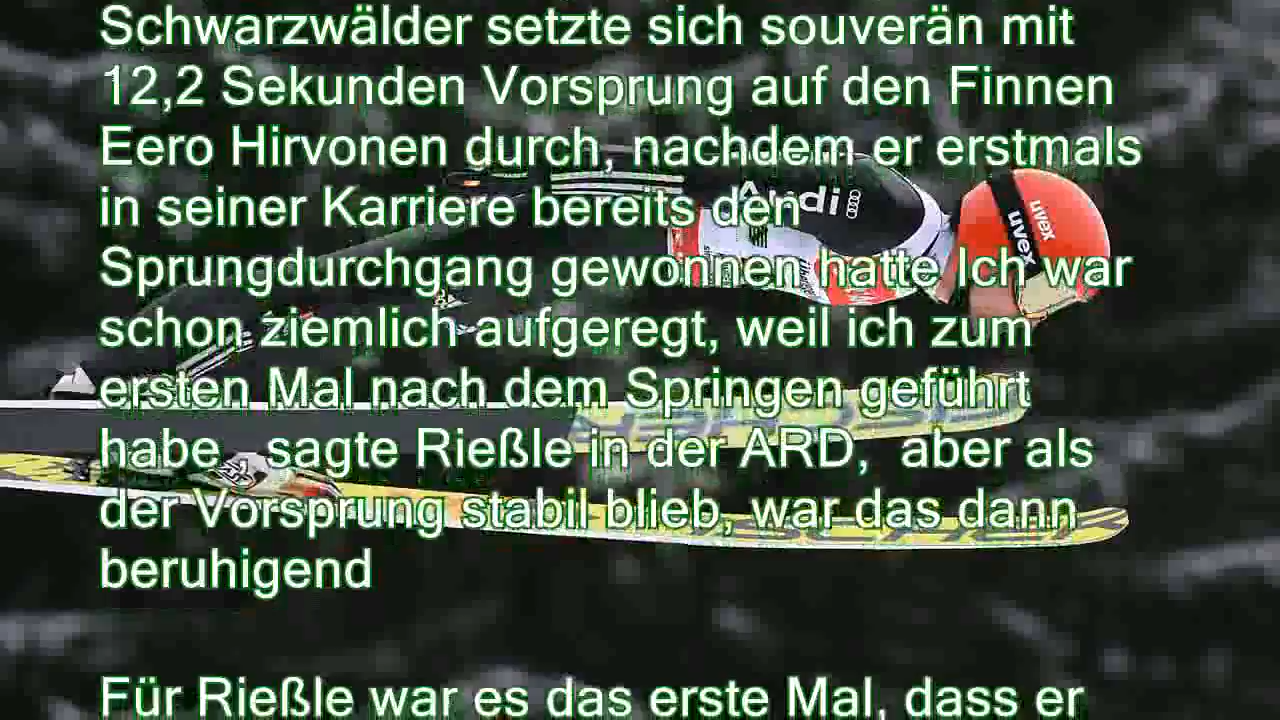 Schwarzwälder setzte sich souverän mit
12,2 Sekunden Vorsprung auf den Finnen
Eero Hirvonen durch, nachdem er erstmals
in seiner Karriere bereits den
Sprungdurchgang gewonnen hatte Ich war
schon ziemlich aufgeregt, weil ich zum
ersten Mal nach dem Springen geführt
habe   sagte Rießle in der ARD,  aber als
der Vorsprung stabil blieb, war das dann
beruhigend
Für Rießle war es das erste Mal, dass er
Audi
uvex
uvex